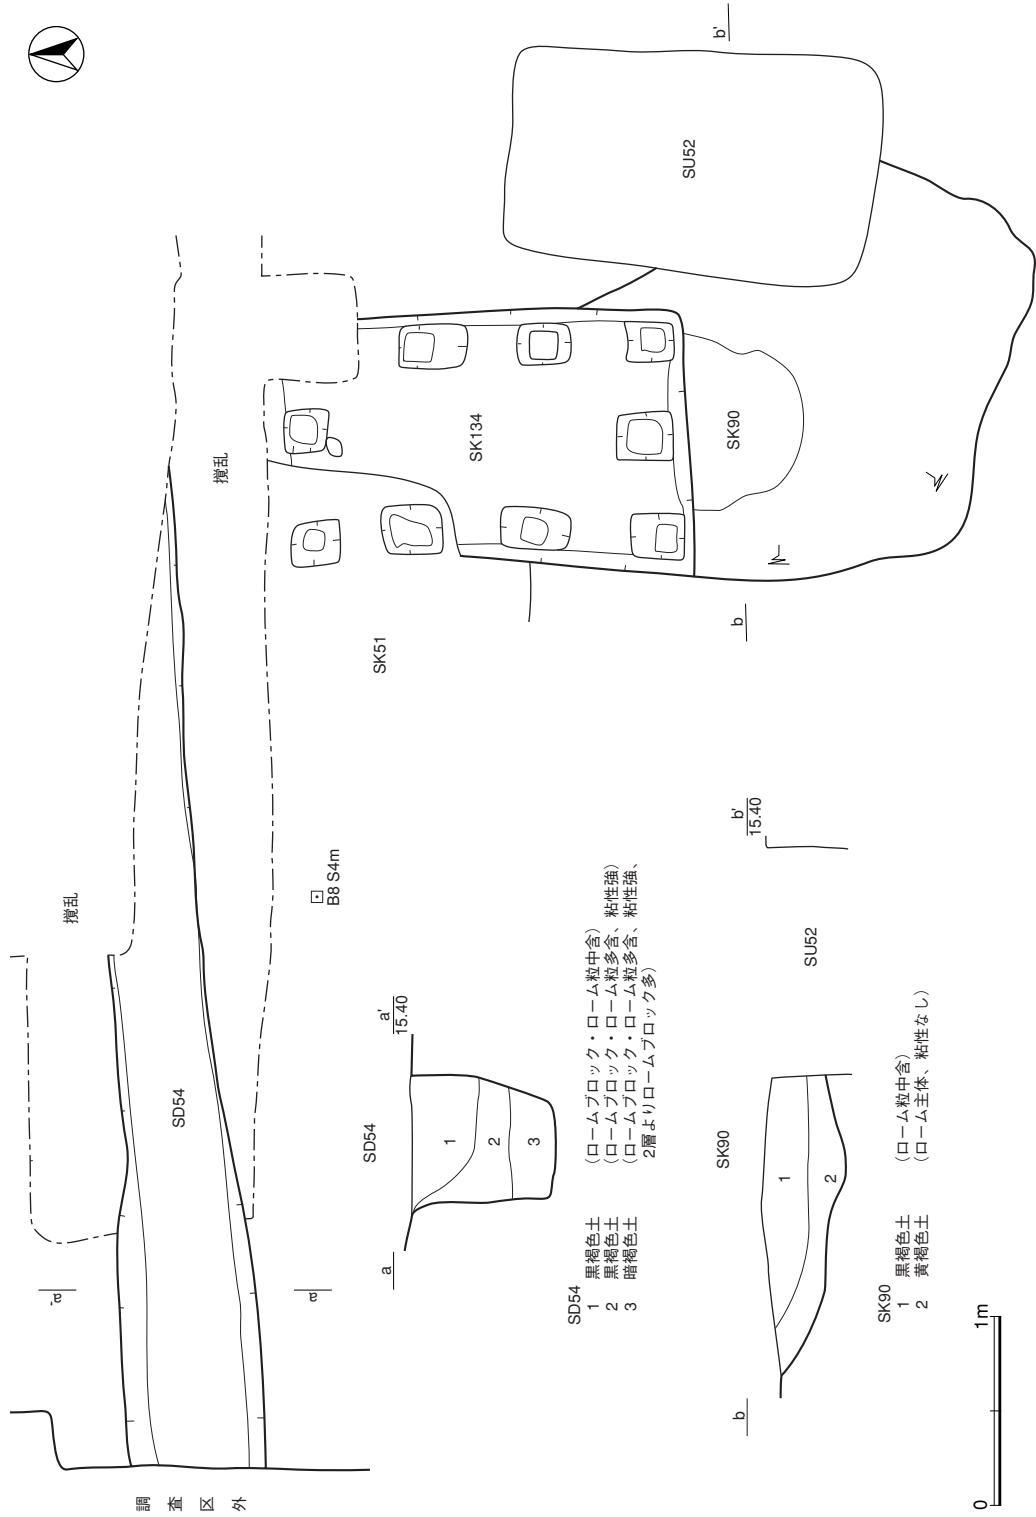 調査区外
SD54
攪乱
攪乱
a'
a
B8 S4m
SK51
SK134
SK90
SU52
b
b'
a
SD54
a'
15.40
1
2
3
SD54
1 黒褐色土 (ロームブロック・ローム粒中含)
2 黒褐色土 (ロームブロック・ローム粒多含、粘性強)
3 暗褐色土 (ロームブロック・ローム粒多含、粘性強、
2層よりロームブロック多)
b
SK90
SU52
b'
15.40
1
2
SK90
1 黒褐色土 (ローム粒中含)
2 黄褐色土 (ローム主体、粘性なし)
0 1m